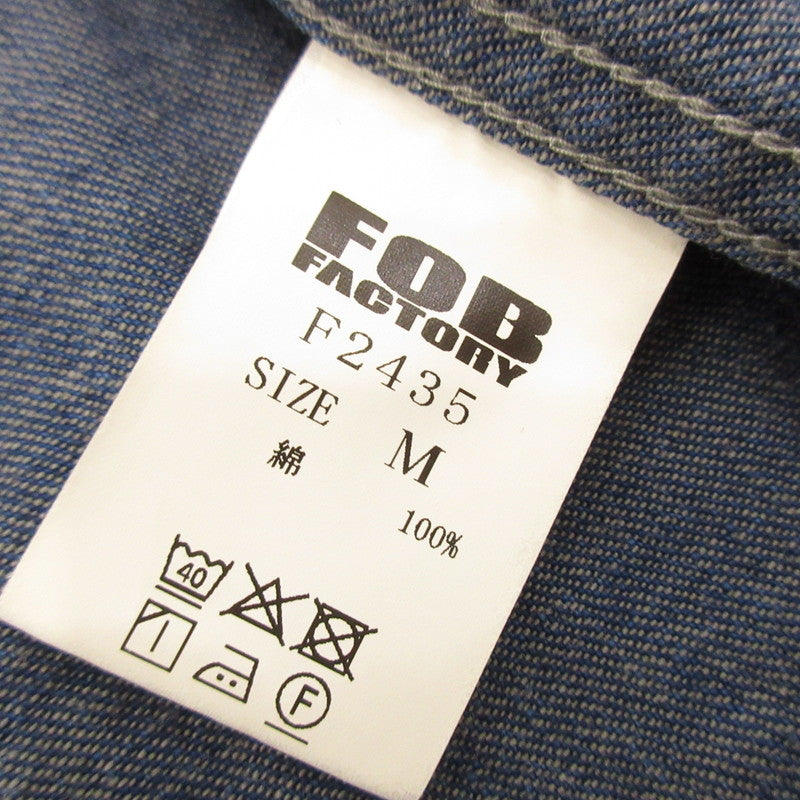 FOB
FACTORY
F2435
SIZE M
綿 100%
40
F